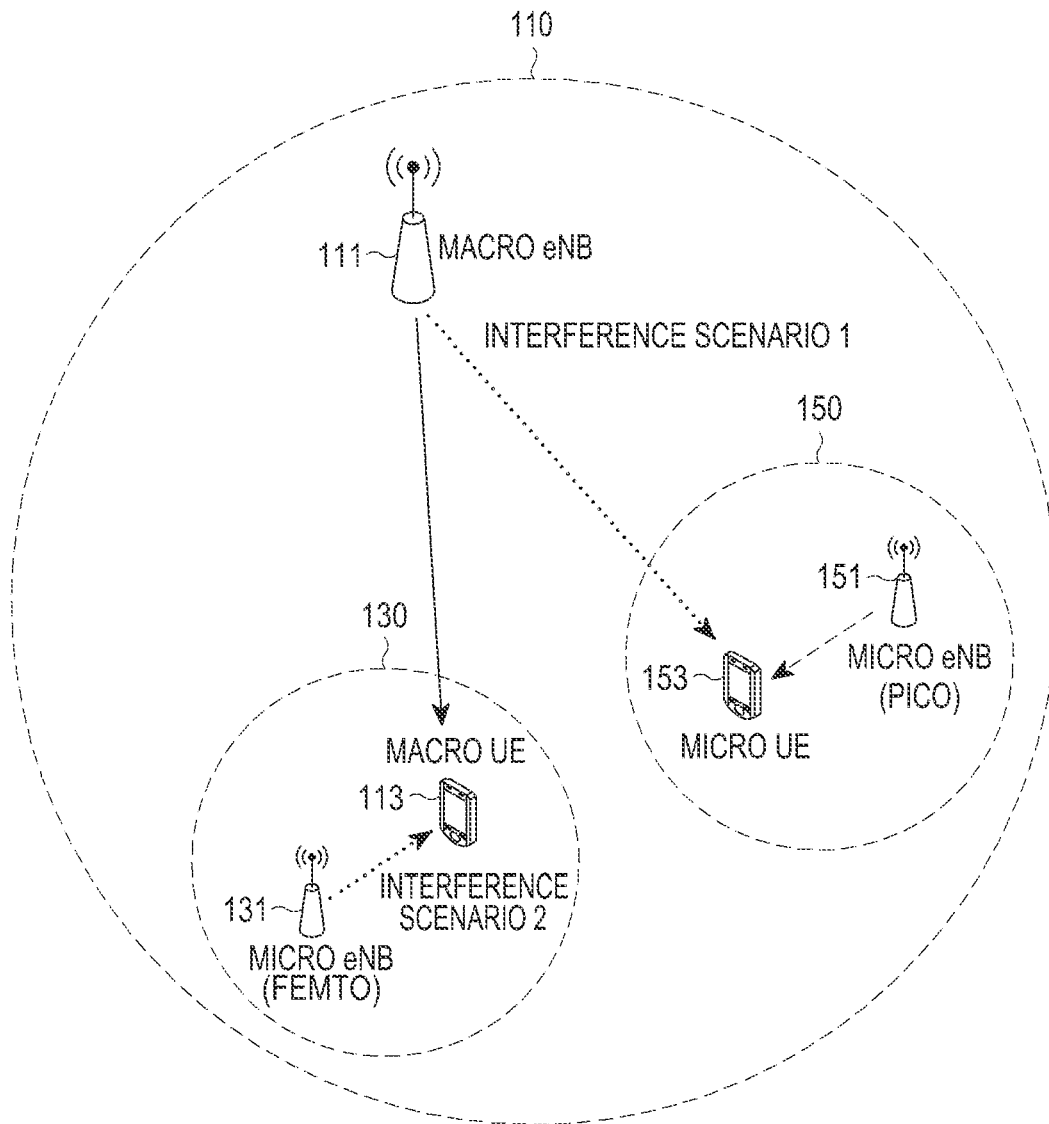 110
111
MACRO eNB
INTERFERENCE SCENARIO 1
150
151
MICRO eNB
(PICO)
153
MICRO UE
130
MACRO UE
113
INTERFERENCE
SCENARIO 2
131
MICRO eNB
(FEMTO)